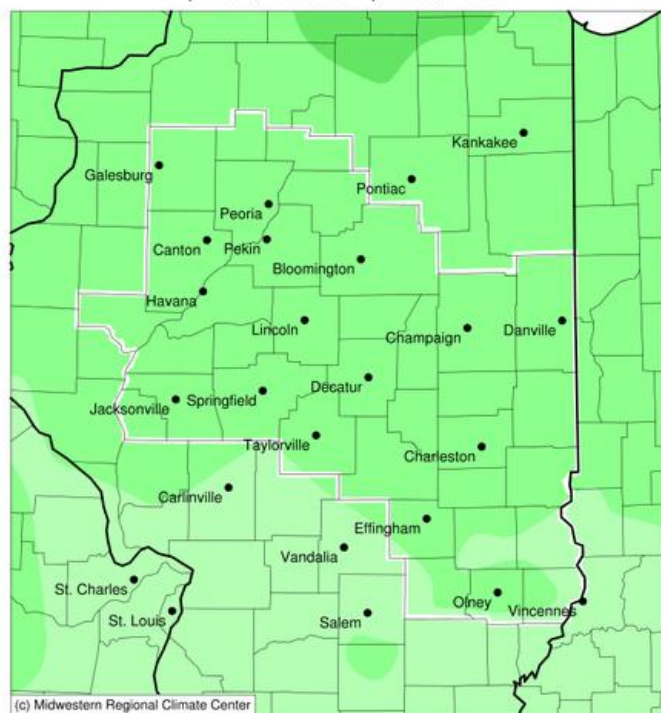 Kankakee
Galesburg
Pontiac
Peoria
Canton
Pekin
Bloomington
Havana
Lincoln
Champaign
Danville
Decatur
Jacksonville
Springfield
Taylorville
Charleston
Carlinville
Effingham
Vandalia
St. Charles
Olney
Vincennes
St. Louis
Salem
(c) Midwestern Regional Climate Center